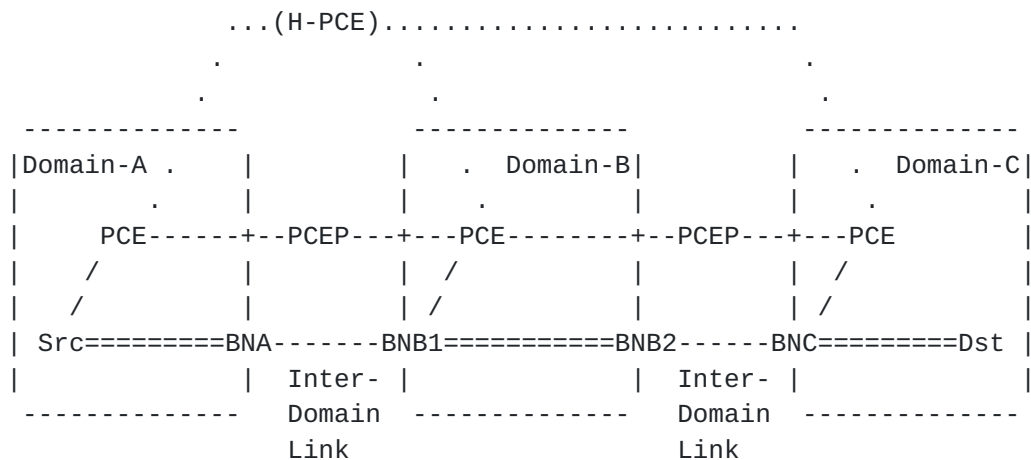 ...(H-PCE)...........................
             .            .                        .
            .              .                        .
 --------------           --------------           --------------
|Domain-A .    |         |   .  Domain-B|         |   .  Domain-C|
|        .     |         |    .         |         |    .         |
|     PCE------+--PCEP---+---PCE--------+--PCEP---+---PCE        |
|    /         |         |  /           |         |  /           |
|   /          |         | /            |         | /            |
| Src=========BNA-------BNB1===========BNB2------BNC=========Dst |
|              |  Inter- |              |  Inter- |              |
 --------------   Domain  --------------   Domain  --------------
                  Link                     Link